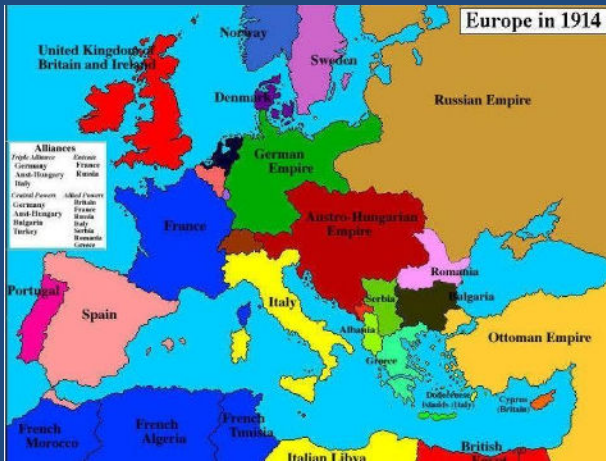 Europe in 1914
Norway
Sweden
United Kingdom of
Britain and Ireland
Denmark
Russian Empire
Alliances
Triple Alliance Entente
Germany France
Aust-Hungary Russia
Italy
Central Powers Allied Powers
Germany Britain
Aust-Hungary France
Bulgaria Russia
Turkey Italy
Serbia
Romania
Greece
German
Empire
France
Austro-Hungarian
Empire
Romania
Portugal
Spain
Italy
Serbia
Bulgaria
Albania
Ottoman Empire
Greece
Dodecanese
Islands (Italy)
Cyprus
(Britain)
French
Morocco
French
Algeria
French
Tunisia
Italian Libya
British